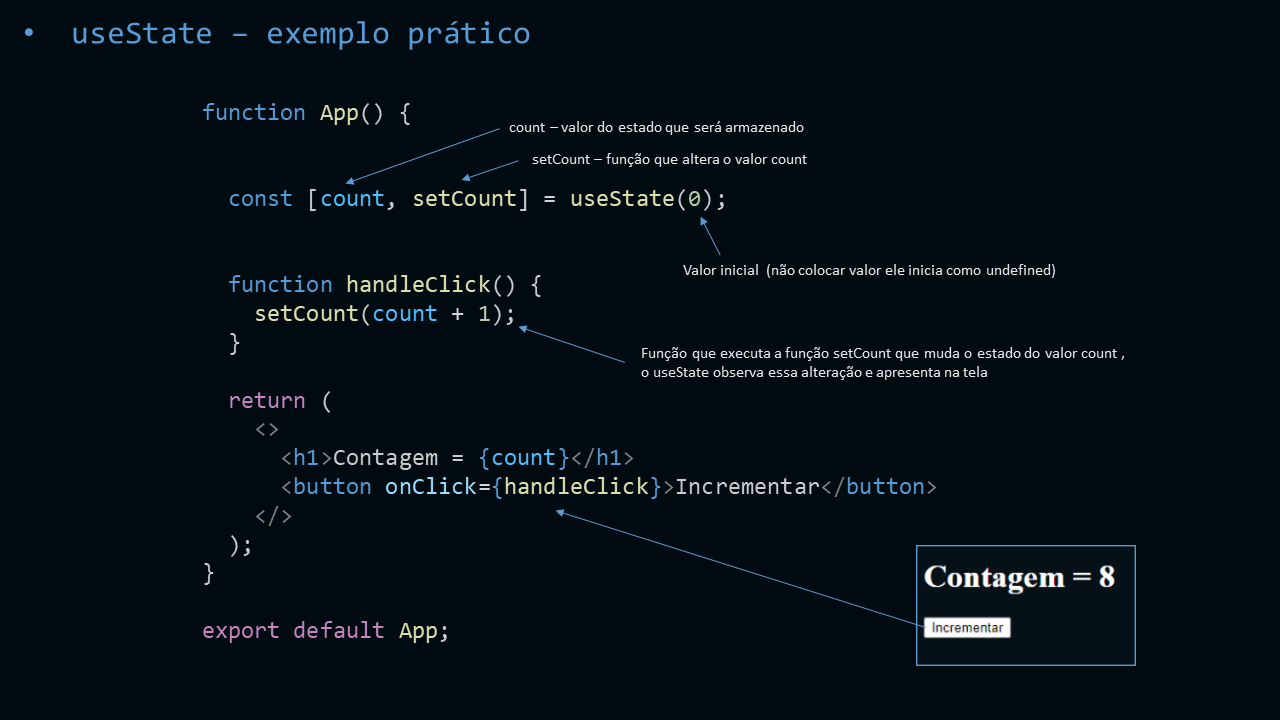 • useState – exemplo prático
function App() {
count – valor do estado que será armazenado
setCount – função que altera o valor count
const [count, setCount] = useState(0);
Valor inicial (não colocar valor ele inicia como undefined)
function handleClick() {
setCount(count + 1);
}
Função que executa a função setCount que muda o estado do valor count ,
o useState observa essa alteração e apresenta na tela
return (
<>
<h1>Contagem = {count}</h1>
<button onClick={handleClick}>Incrementar</button>
</>
);
}
Contagem = 8
Incrementar
export default App;